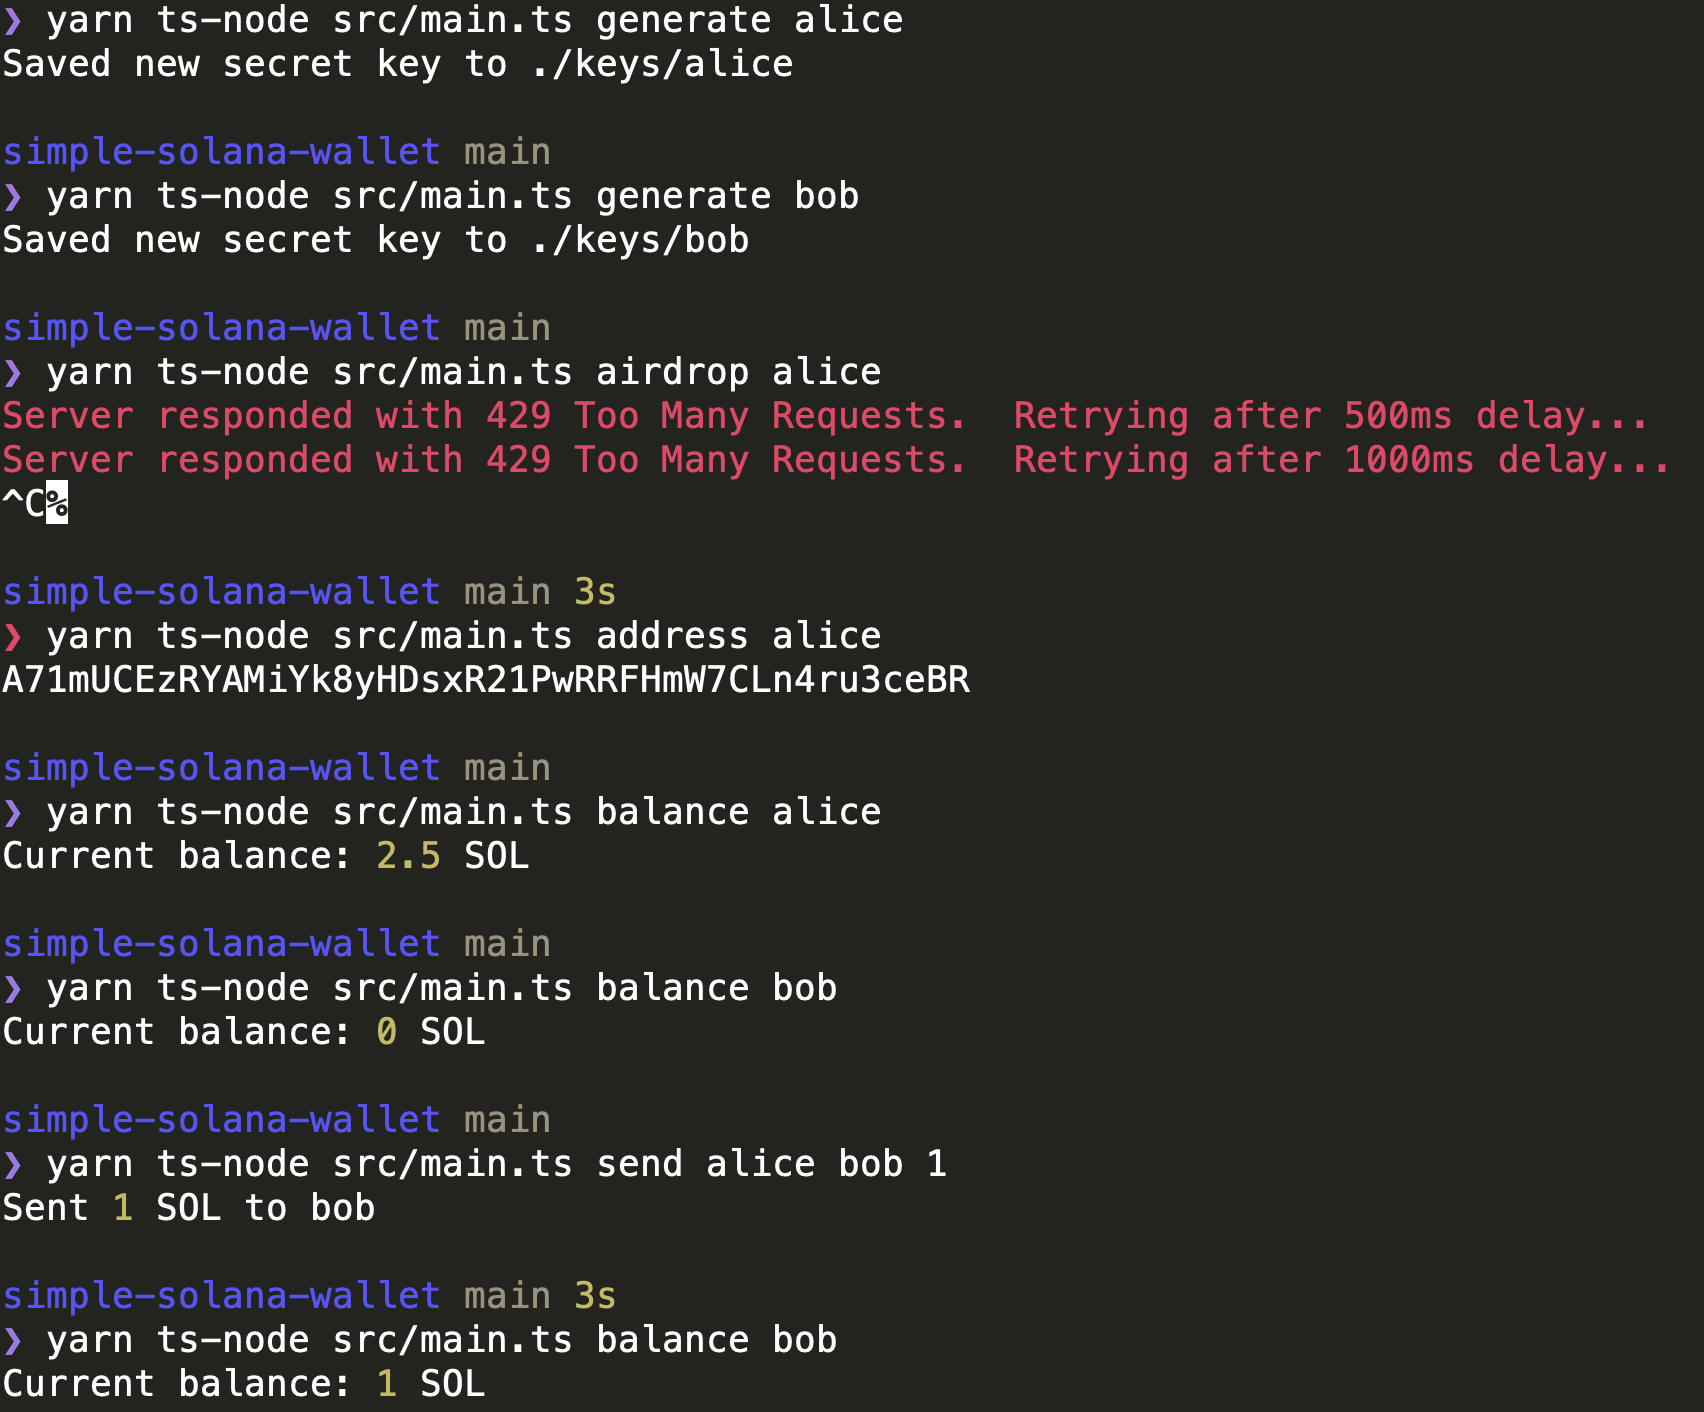 ❯ yarn ts-node src/main.ts generate alice
Saved new secret key to ./keys/alice
simple-solana-wallet main
❯ yarn ts-node src/main.ts generate bob
Saved new secret key to ./keys/bob
simple-solana-wallet main
❯ yarn ts-node src/main.ts airdrop alice
Server responded with 429 Too Many Requests.  Retrying after 500ms delay...
Server responded with 429 Too Many Requests.  Retrying after 1000ms delay...
^C%
simple-solana-wallet main 3s
❯ yarn ts-node src/main.ts address alice
A71mUCEzRYAMiYk8yHDsxR21PwRRFHmW7CLn4ru3ceBR
simple-solana-wallet main
❯ yarn ts-node src/main.ts balance alice
Current balance: 2.5 SOL
simple-solana-wallet main
❯ yarn ts-node src/main.ts balance bob
Current balance: 0 SOL
simple-solana-wallet main
❯ yarn ts-node src/main.ts send alice bob 1
Sent 1 SOL to bob
simple-solana-wallet main 3s
❯ yarn ts-node src/main.ts balance bob
Current balance: 1 SOL